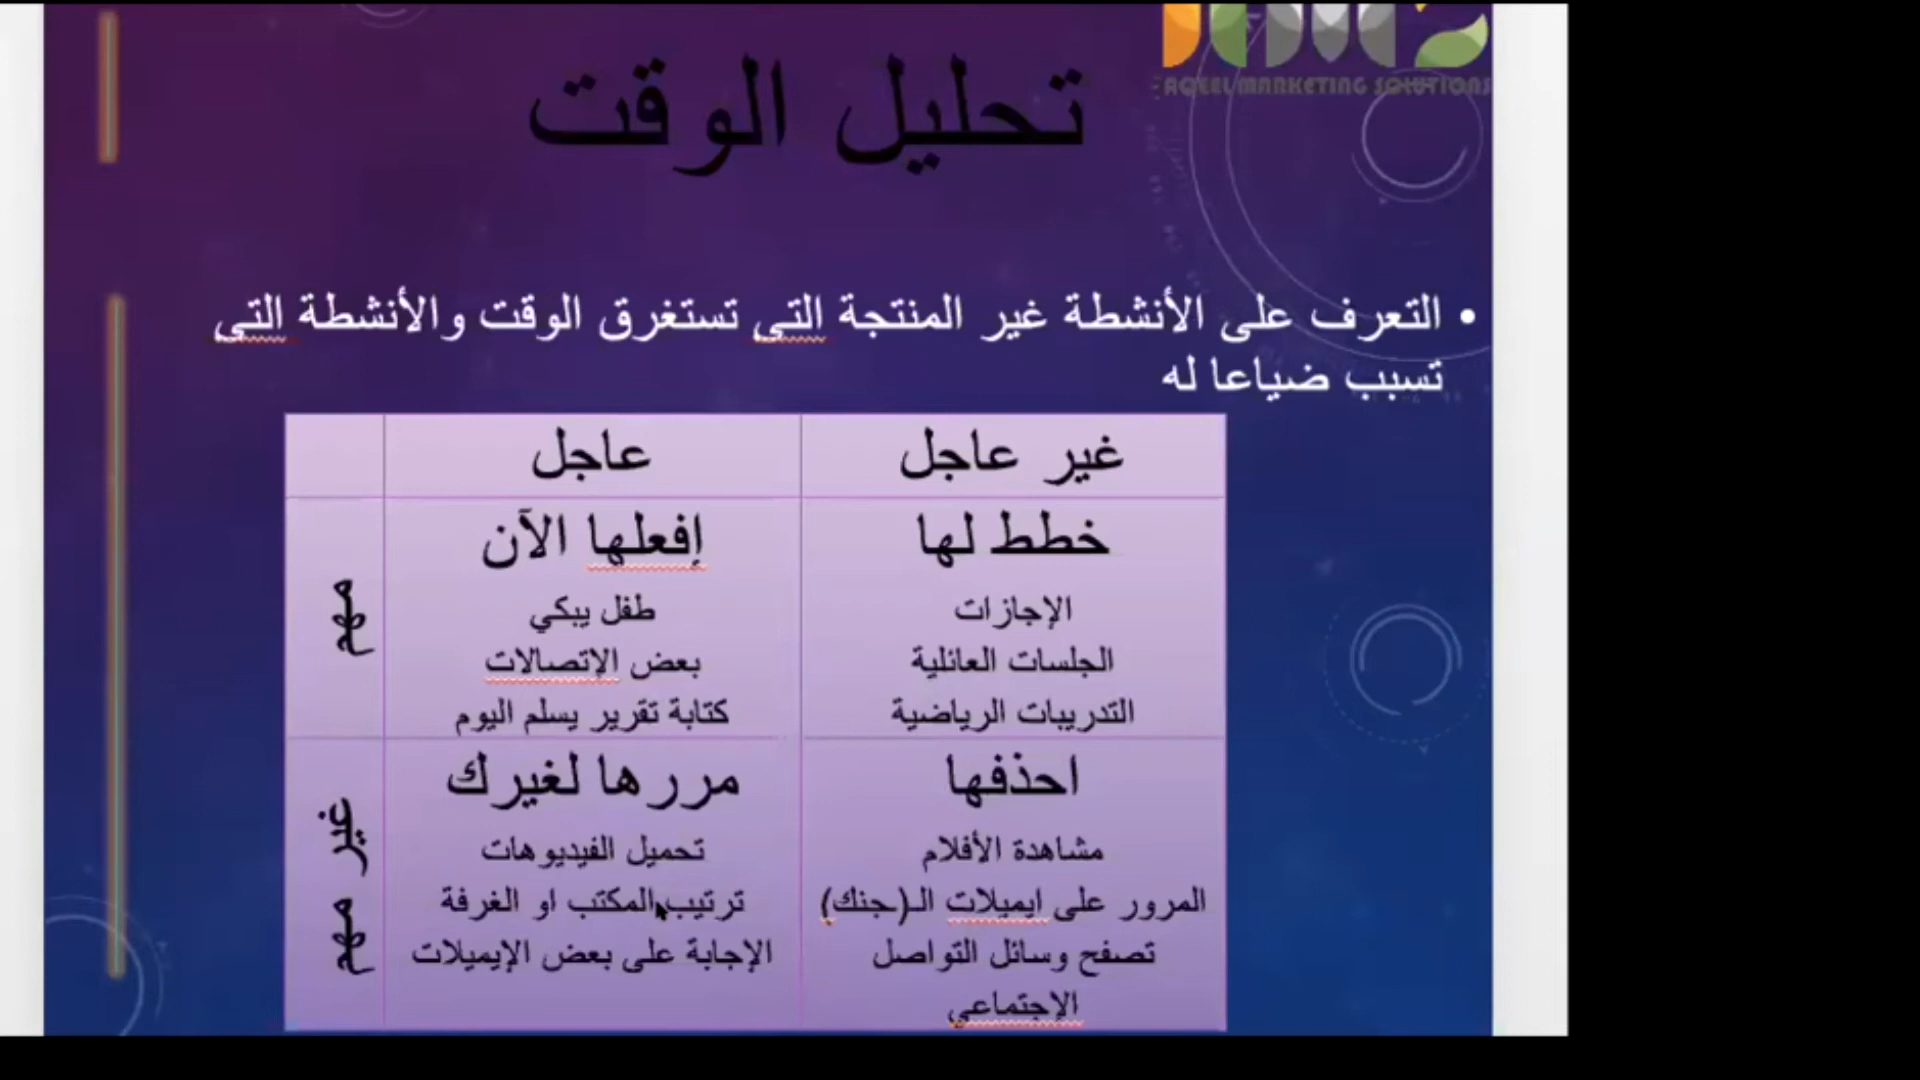 AQEEL MARKETING SOLUTIONS
تحليل الوقت
• التعرف على الأنشطة غير المنتجة التي تستغرق الوقت والأنشطة التي
تسبب ضياعا له
غير عاجل
عاجل
مهم
خطط لها
الإجازات
الجلسات العائلية
التدريبات الرياضية
إفعلها الآن
طفل يبكي
بعض الإتصالات
كتابة تقرير يسلم اليوم
غير مهم
احذفها
مشاهدة الأفلام
المرور على ايميلات الـ(جنك)
تصفح وسائل التواصل
الإجتماعي
مررها لغيرك
تحميل الفيديوهات
ترتيب المكتب او الغرفة
الإجابة على بعض الإيميلات